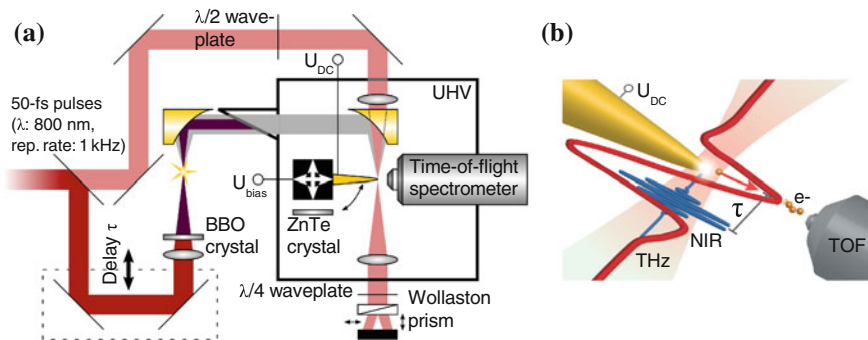 (a)
λ/2 wave-
plate
U_DC
UHV
50-fs pulses
(λ: 800 nm,
rep. rate: 1 kHz)
Time-of-flight
spectrometer
U_bias
ZnTe
crystal
BBO
crystal
Delay τ
λ/4 waveplate
Wollaston
prism
(b)
U_DC
e-
τ
NIR
THz
TOF